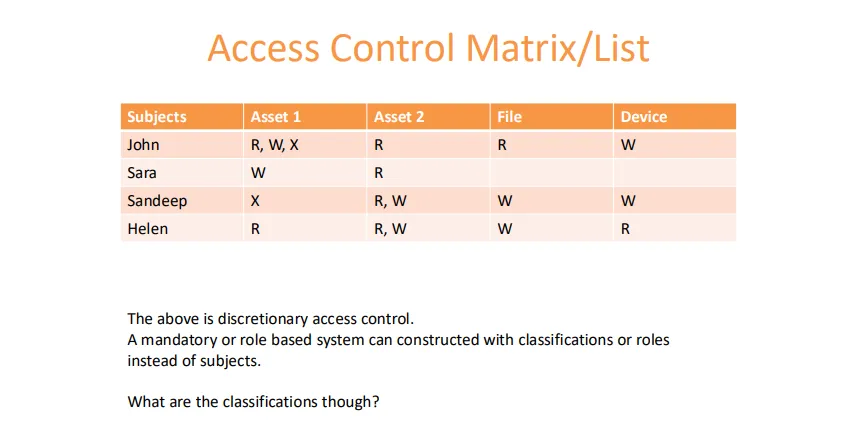 Access Control Matrix/List
Subjects Asset 1 Asset 2 File Device
John R, W, X R R W
Sara W R
Sandeep X R, W W W
Helen R R, W W R
The above is discretionary access control.
A mandatory or role based system can constructed with classifications or roles
instead of subjects.
What are the classifications though?